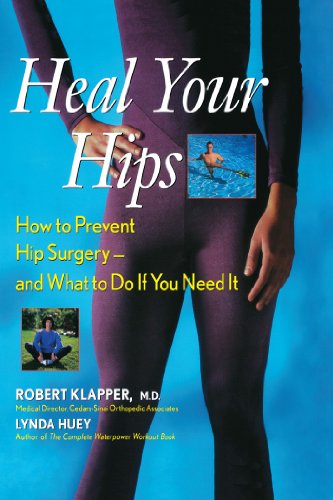 Heal Your
Hips
How to Prevent
Hip Surgery –
and What to Do If You Need It
ROBERT KLAPPER, M.D.
Medical Director, Cedars-Sinai Orthopedic Associates
LYNDA HUEY
Author of The Complete Waterpower Workout Book